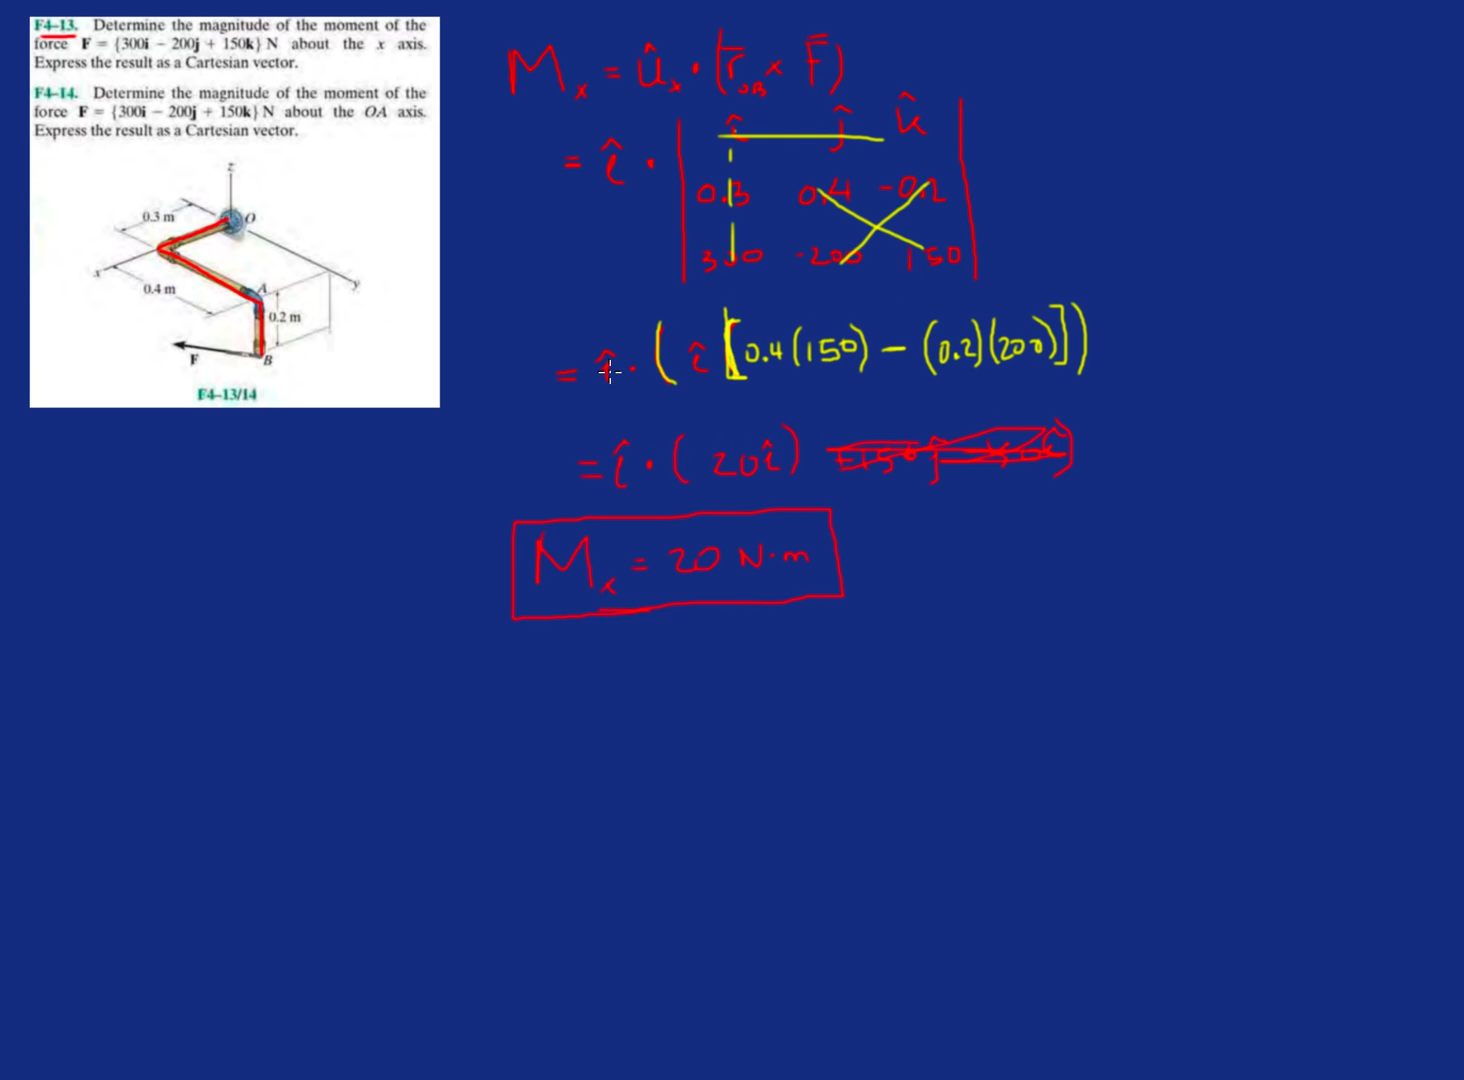 F4–13. Determine the magnitude of the moment of the
force F = {300i − 200j + 150k} N about the x axis.
Express the result as a Cartesian vector.
F4–14. Determine the magnitude of the moment of the
force F = {300i − 200j + 150k} N about the OA axis.
Express the result as a Cartesian vector.
z
0.3 m
O
x
0.4 m
A
y
0.2 m
F
B
F4–13/14
Mx = ûx · (r̄OB × F̄)
= î · | î ĵ k̂
0.3 0.4 -0.2
300 -200 150 |
= î · ( î [0.4(150) − (0.2)(200)])
= î · ( 20î )
Mx = 20 N·m